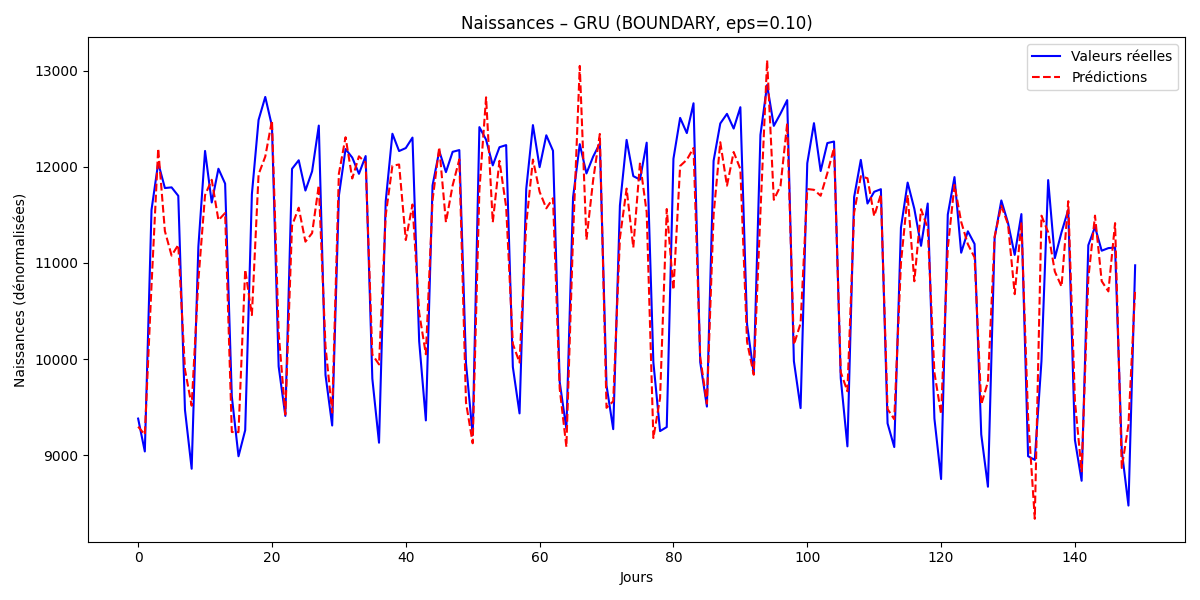 Naissances – GRU (BOUNDARY, eps=0.10)
Valeurs réelles
Prédictions
Naissances (dénormalisées)
13000
12000
11000
10000
9000
0 20 40 60 80 100 120 140
Jours